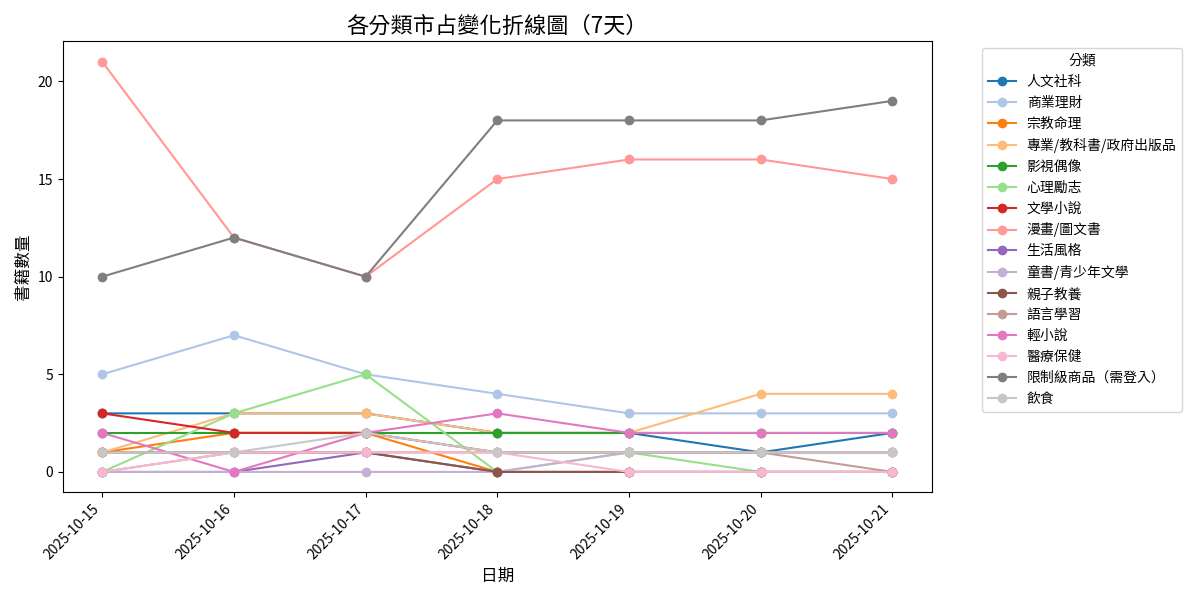 各分類市占變化折線圖（7天）
書籍數量
20
15
10
5
0
2025-10-15
2025-10-16
2025-10-17
2025-10-18
2025-10-19
2025-10-20
2025-10-21
日期
分類
人文社科
商業理財
宗教命理
專業/教科書/政府出版品
影視偶像
心理勵志
文學小說
漫畫/圖文書
生活風格
童書/青少年文學
親子教養
語言學習
輕小說
醫療保健
限制級商品（需登入）
飲食